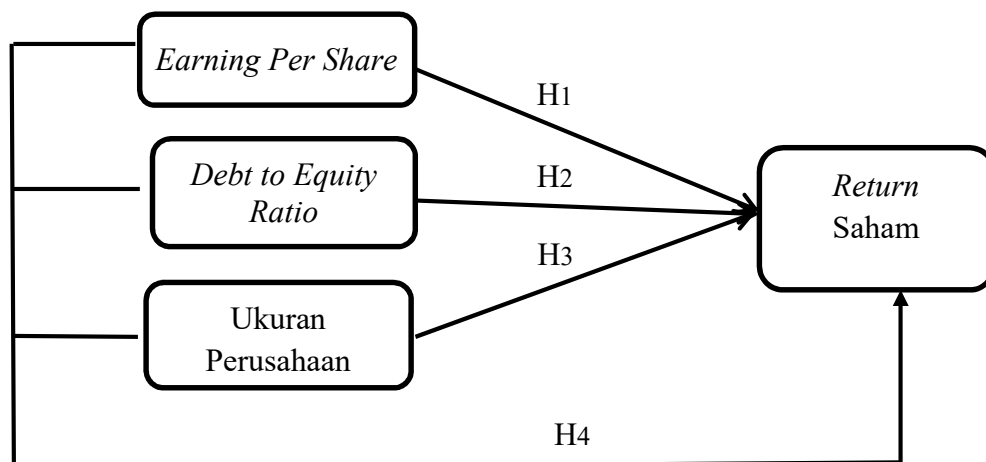 Earning Per Share
H1
Debt to Equity
Ratio
H2
Return
Saham
H3
Ukuran
Perusahaan
H4